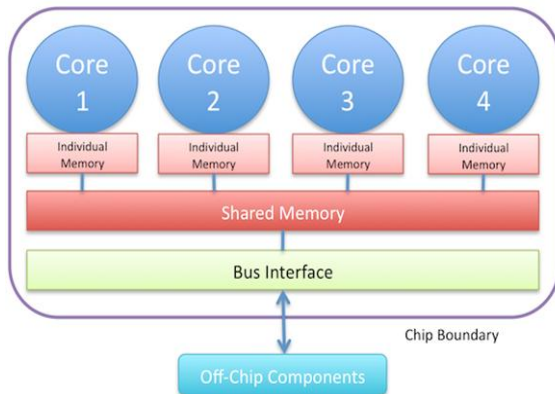 Core
1
Core
2
Core
3
Core
4
Individual
Memory
Individual
Memory
Individual
Memory
Individual
Memory
Shared Memory
Bus Interface
Chip Boundary
Off-Chip Components